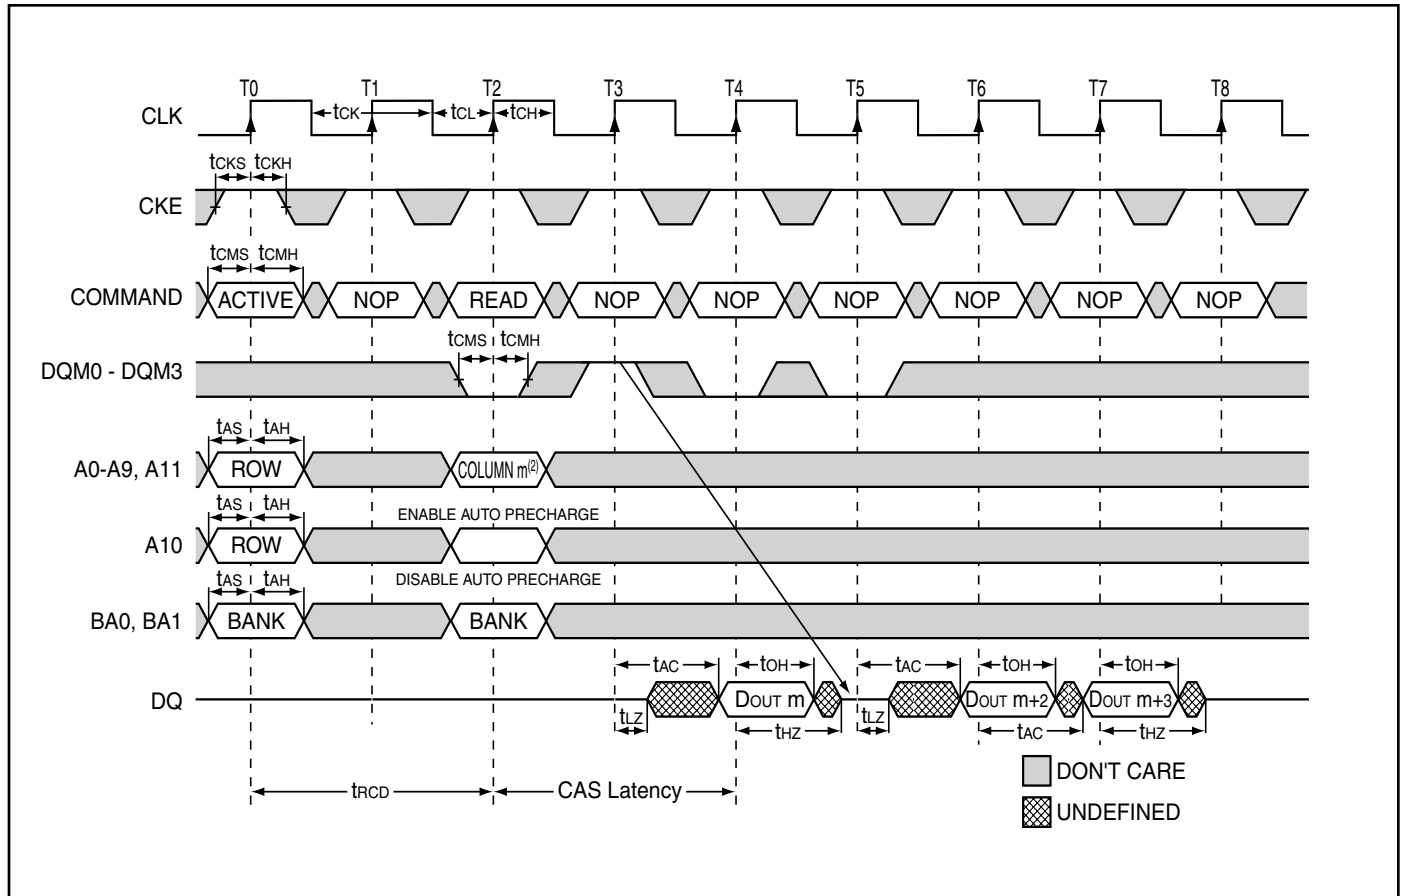 T0 T1 T2 T3 T4 T5 T6 T7 T8
CLK tCK tCL tCH
tCKS tCKH
CKE
tCMS tCMH
COMMAND ACTIVE NOP READ NOP NOP NOP NOP NOP NOP
tCMS tCMH
DQM0 - DQM3
tAS tAH
A0-A9, A11 ROW COLUMN m(2)
tAS tAH ENABLE AUTO PRECHARGE
A10 ROW
tAS tAH DISABLE AUTO PRECHARGE
BA0, BA1 BANK BANK
tAC tOH tAC tOH tOH
DQ DOUT m DOUT m+2 DOUT m+3
tLZ tHZ tLZ tAC tHZ
DON'T CARE
tRCD CAS Latency
UNDEFINED